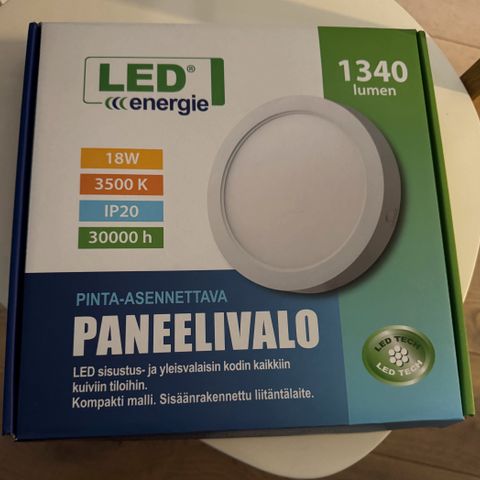 LED®
energie
1340
lumen
18W
3500 K
IP20
30000 h
PINTA-ASENNETTAVA
PANEELIVALO
LED sisustus- ja yleisvalaisin kodin kaikkiin
kuiviin tiloihin.
Kompakti malli. Sisäänrakennettu liitäntälaite.
LED TECH
LED TECH